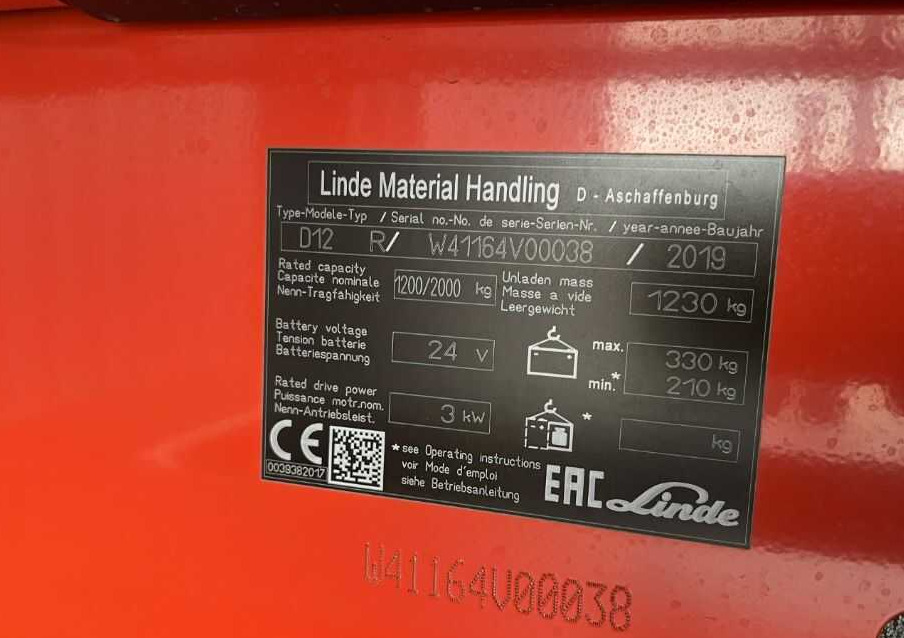 Linde Material Handling D - Aschaffenburg
Type-Modele-Typ / Serial no.-No. de serie-Serien-Nr. / year-annee-Baujahr
D12 R/ W41164V00038 / 2019
Rated capacity
Capacite nominale
Nenn-Tragfähigkeit
1200/2000 kg
Unladen mass
Masse a vide
Leergewicht
1230 kg
Battery voltage
Tension batterie
Batteriespannung
24 V
max. 330 kg
* min. 210 kg
Rated drive power
Puissance motr.nom.
Nenn-Antriebsleist.
3 kW
* kg
CE
0039382017
*see Operating instructions
voir Mode d'emploi
siehe Betriebsanleitung
EAC Linde
W41164V00038